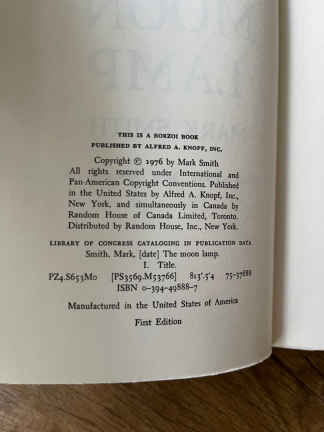 THIS IS A BORZOI BOOK
PUBLISHED BY ALFRED A. KNOPF, INC.
Copyright © 1976 by Mark Smith
All rights reserved under International and
Pan-American Copyright Conventions. Published
in the United States by Alfred A. Knopf, Inc.,
New York, and simultaneously in Canada by
Random House of Canada Limited, Toronto.
Distributed by Random House, Inc., New York.
LIBRARY OF CONGRESS CATALOGING IN PUBLICATION DATA
Smith, Mark, [date] The moon lamp.
I. Title.
PZ4.S653Mo [PS3569.M53766] 813'.5'4 75-37888
ISBN 0-394-49888-7
Manufactured in the United States of America
First Edition